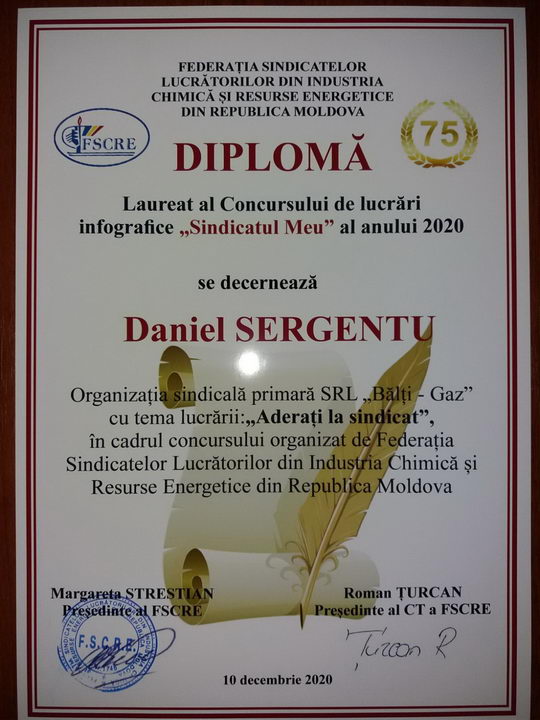 FEDERAȚIA SINDICATELOR
LUCRĂTORILOR DIN INDUSTRIA
CHIMICĂ ȘI RESURSE ENERGETICE
DIN REPUBLICA MOLDOVA
FSCRE
75
DIPLOMĂ
Laureat al Concursului de lucrări
infografice „Sindicatul Meu” al anului 2020
se decernează
Daniel SERGENTU
Organizația sindicală primară SRL „Bălți - Gaz”
cu tema lucrării:„Aderați la sindicat”,
în cadrul concursului organizat de Federația
Sindicatelor Lucrătorilor din Industria Chimică și
Resurse Energetice din Republica Moldova
Margareta STRESTIAN
Președinte al FSCRE
Roman ȚURCAN
Președinte al CT a FSCRE
F.S.C.R.E.
Țurcan R
10 decembrie 2020